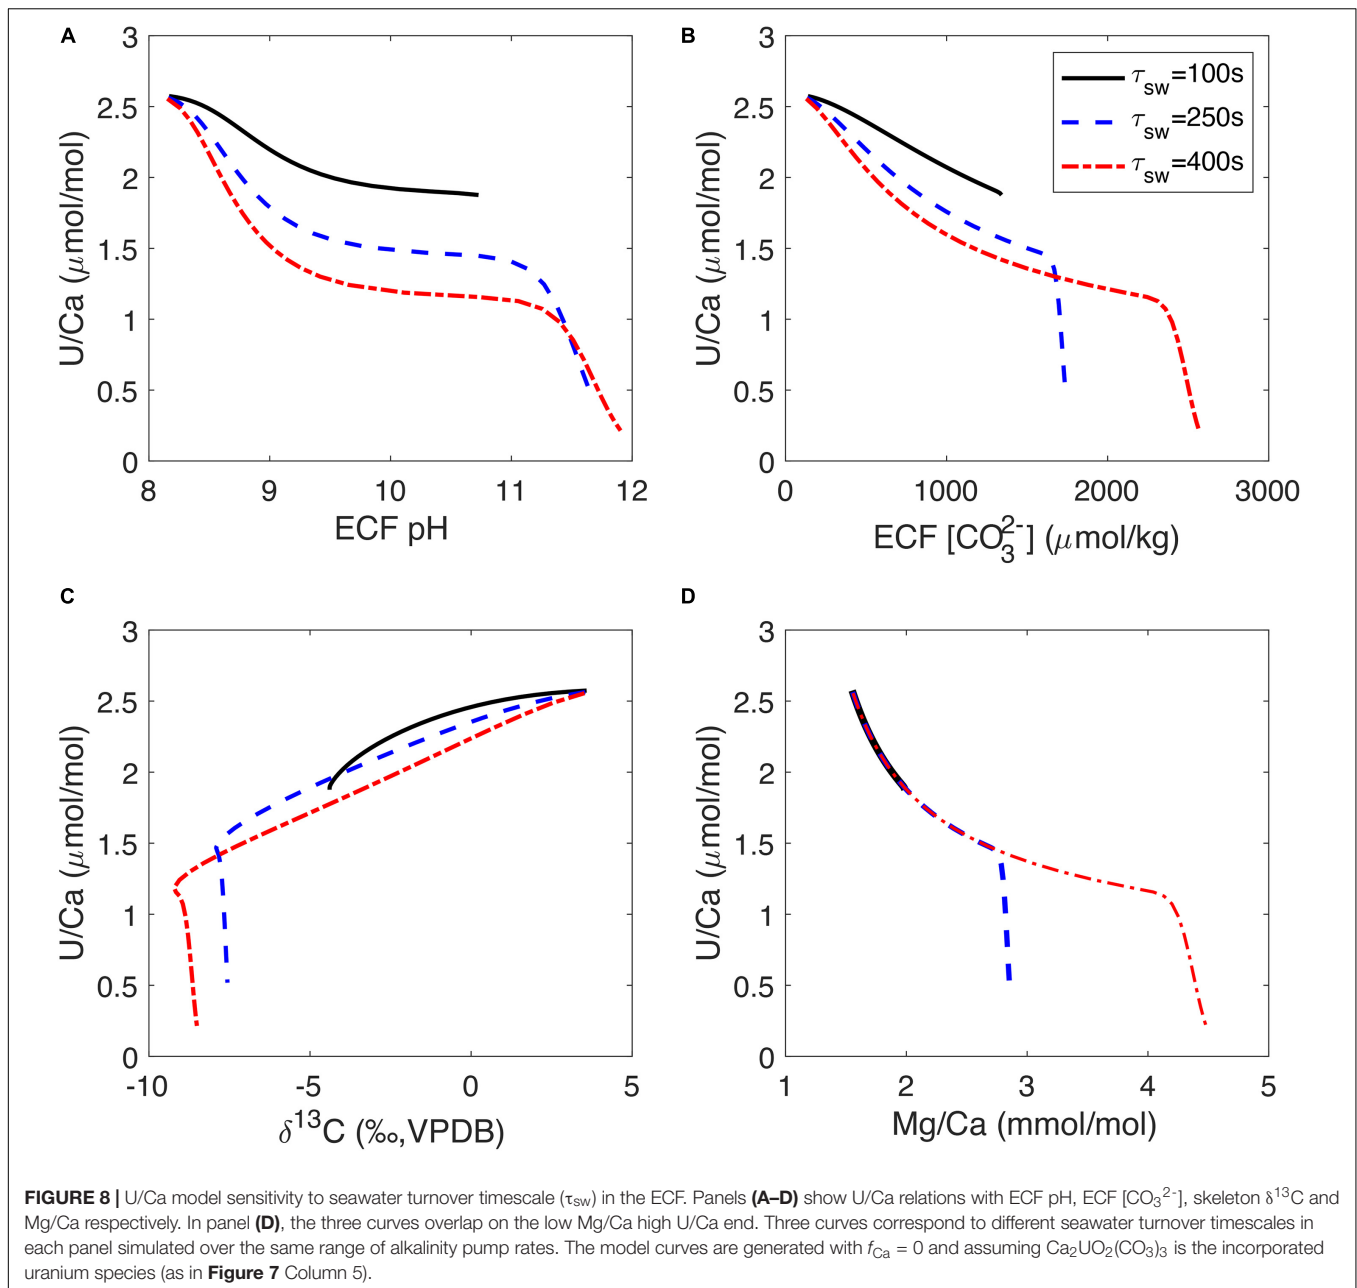 A
3
2.5
2
1.5
1
0.5
0
U/Ca (μmol/mol)
8 9 10 11 12
ECF pH
B
3
2.5
2
1.5
1
0.5
0
U/Ca (μmol/mol)
0 1000 2000 3000
ECF [CO₃²⁻] (μmol/kg)
τsw=100s
τsw=250s
τsw=400s
C
3
2.5
2
1.5
1
0.5
0
U/Ca (μmol/mol)
-10 -5 0 5
δ¹³C (‰,VPDB)
D
3
2.5
2
1.5
1
0.5
0
U/Ca (μmol/mol)
1 2 3 4 5
Mg/Ca (mmol/mol)
FIGURE 8 | U/Ca model sensitivity to seawater turnover timescale (τsw) in the ECF. Panels (A–D) show U/Ca relations with ECF pH, ECF [CO₃²⁻], skeleton δ¹³C and
Mg/Ca respectively. In panel (D), the three curves overlap on the low Mg/Ca high U/Ca end. Three curves correspond to different seawater turnover timescales in
each panel simulated over the same range of alkalinity pump rates. The model curves are generated with fCa = 0 and assuming Ca₂UO₂(CO₃)₃ is the incorporated
uranium species (as in Figure 7 Column 5).